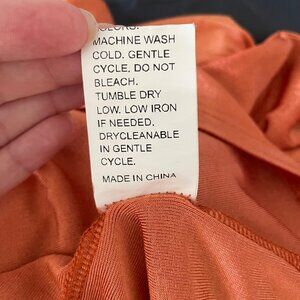 COLORS.
MACHINE WASH
COLD. GENTLE
CYCLE, DO NOT
BLEACH.
TUMBLE DRY
LOW. LOW IRON
IF NEEDED.
DRYCLEANABLE
IN GENTLE
CYCLE.
MADE IN CHINA